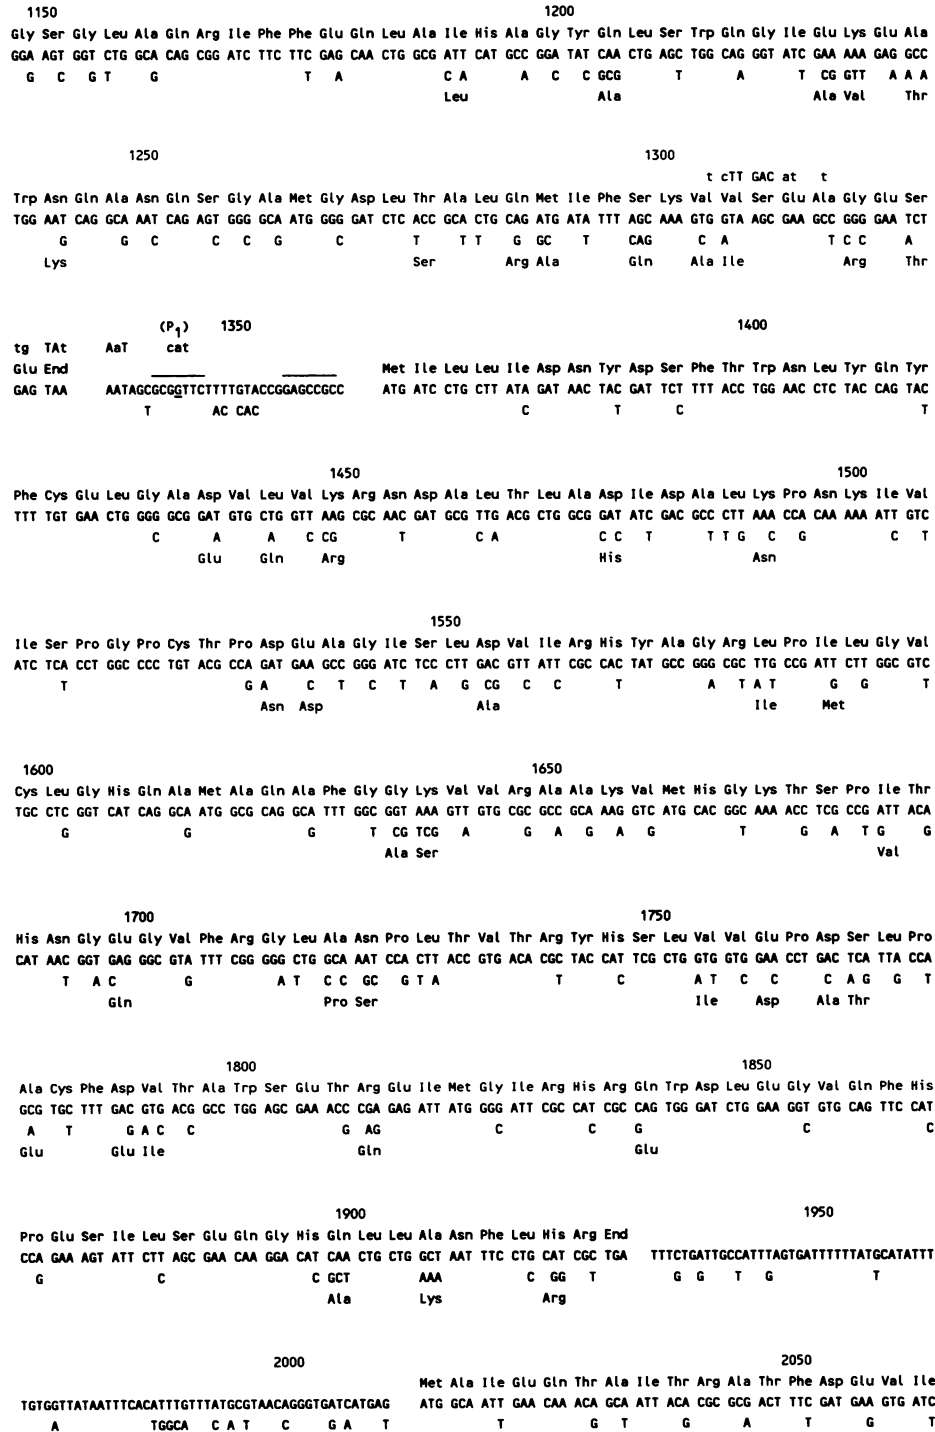 1150 1200
Gly Ser Gly Leu Ala Gln Arg Ile Phe Phe Glu Gln Leu Ala Ile His Ala Gly Tyr Gln Leu Ser Trp Gln Gly Ile Glu Lys Glu Ala
GGA AGT GGT CTG GCA CAG CGG ATC TTC TTC GAG CAA CTG GCG ATT CAT GCC GGA TAT CAA CTG AGC TGG CAG GGT ATC GAA AAA GAG GCC
G C G T G T A C A A C C GCG T A T CG GTT A A A
Leu Ala Ala Val Thr
1250 1300
t cTT GAC at t
Trp Asn Gln Ala Asn Gln Ser Gly Ala Met Gly Asp Leu Thr Ala Leu Gln Met Ile Phe Ser Lys Val Val Ser Glu Ala Gly Glu Ser
TGG AAT CAG GCA AAT CAG AGT GGG GCA ATG GGG GAT CTC ACC GCA CTG CAG ATG ATA TTT AGC AAA GTG GTA AGC GAA GCC GGG GAA TCT
G G C C C G C T T T G GC T CAG C A T C C A
Lys Ser Arg Ala Gln Ala Ile Arg Thr
(P1) 1350 1400
tg TAt AaT cat
Glu End Met Ile Leu Leu Ile Asp Asn Tyr Asp Ser Phe Thr Trp Asn Leu Tyr Gln Tyr
GAG TAA AATAGCGCGGTTCTTTTGTACCGGAGCCGCC ATG ATC CTG CTT ATA GAT AAC TAC GAT TCT TTT ACC TGG AAC CTC TAC CAG TAC
T AC CAC C T C T
1450 1500
Phe Cys Glu Leu Gly Ala Asp Val Leu Val Lys Arg Asn Asp Ala Leu Thr Leu Ala Asp Ile Asp Ala Leu Lys Pro Asn Lys Ile Val
TTT TGT GAA CTG GGG GCG GAT GTG CTG GTT AAG CGC AAC GAT GCG TTG ACG CTG GCG GAT ATC GAC GCC CTT AAA CCA CAA AAA ATT GTC
C A A C CG T C A C C T T T G C G C T
Glu Gln Arg His Asn
1550
Ile Ser Pro Gly Pro Cys Thr Pro Asp Glu Ala Gly Ile Ser Leu Asp Val Ile Arg His Tyr Ala Gly Arg Leu Pro Ile Leu Gly Val
ATC TCA CCT GGC CCC TGT ACG CCA GAT GAA GCC GGG ATC TCC CTT GAC GTT ATT CGC CAC TAT GCC GGG CGC TTG CCG ATT CTT GGC GTC
T G A C T C T A G CG C C T A T A T G G T
Asn Asp Ala Ile Met
1600 1650
Cys Leu Gly His Gln Ala Met Ala Gln Ala Phe Gly Gly Lys Val Val Arg Ala Ala Lys Val Met His Gly Lys Thr Ser Pro Ile Thr
TGC CTC GGT CAT CAG GCA ATG GCG CAG GCA TTT GGC GGT AAA GTT GTG CGC GCC GCA AAG GTC ATG CAC GGC AAA ACC TCG CCG ATT ACA
G G G T CG TCG A G A G A G T G A T G G
Ala Ser Val
1700 1750
His Asn Gly Glu Gly Val Phe Arg Gly Leu Ala Asn Pro Leu Thr Val Thr Arg Tyr His Ser Leu Val Val Glu Pro Asp Ser Leu Pro
CAT AAC GGT GAG GGC GTA TTT CGG GGG CTG GCA AAT CCA CTT ACC GTG ACA CGC TAC CAT TCG CTG GTG GTG GAA CCT GAC TCA TTA CCA
T A C G A T C C GC G T A T C A T C C C A G G T
Gln Pro Ser Ile Asp Ala Thr
1800 1850
Ala Cys Phe Asp Val Thr Ala Trp Ser Glu Thr Arg Glu Ile Met Gly Ile Arg His Arg Gln Trp Asp Leu Glu Gly Val Gln Phe His
GCG TGC TTT GAC GTG ACG GCC TGG AGC GAA ACC CGA GAG ATT ATG GGG ATT CGC CAT CGC CAG TGG GAT CTG GAA GGT GTG CAG TTC CAT
A T G A C C G AG C C G C C
Glu Glu Ile Gln Glu
1900 1950
Pro Glu Ser Ile Leu Ser Glu Gln Gly His Gln Leu Leu Ala Asn Phe Leu His Arg End
CCA GAA AGT ATT CTT AGC GAA CAA GGA CAT CAA CTG CTG GCT AAT TTC CTG CAT CGC TGA TTTCTGATTGCCATTTAGTGATTTTTTATGCATATTT
G C C GCT AAA C GG T G G T G T
Ala Lys Arg
2000 2050
Met Ala Ile Glu Gln Thr Ala Ile Thr Arg Ala Thr Phe Asp Glu Val Ile
TGTGGTTATAATTTCACATTTGTTTATGCGTAACAGGGTGATCATGAG ATG GCA ATT GAA CAA ACA GCA ATT ACA CGC GCG ACT TTC GAT GAA GTG ATC
A TGGCA C A T C G A T T G T G A T G T